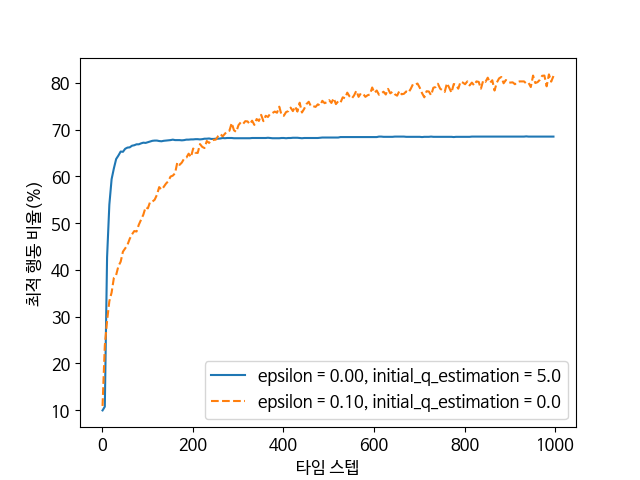 최적 행동 비율(%)
80
70
60
50
40
30
20
10
epsilon = 0.00, initial_q_estimation = 5.0
epsilon = 0.10, initial_q_estimation = 0.0
0 200 400 600 800 1000
타임 스텝